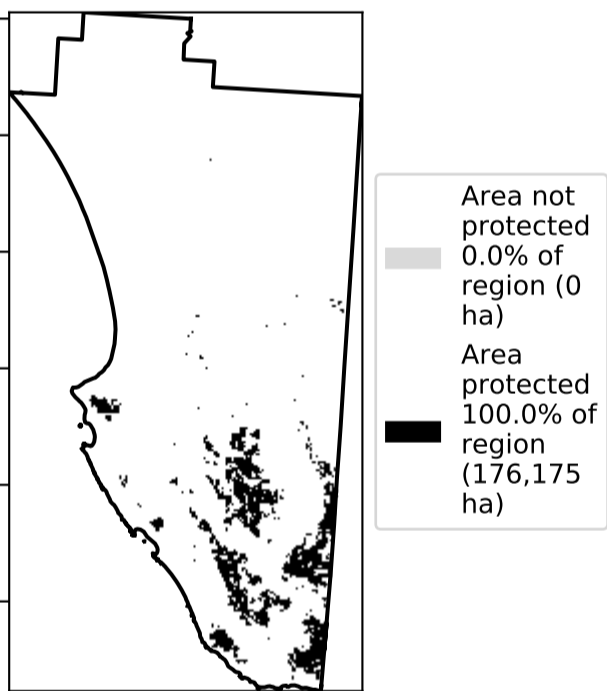 Area not
protected
0.0% of
region (0
ha)
Area
protected
100.0% of
region
(176,175
ha)